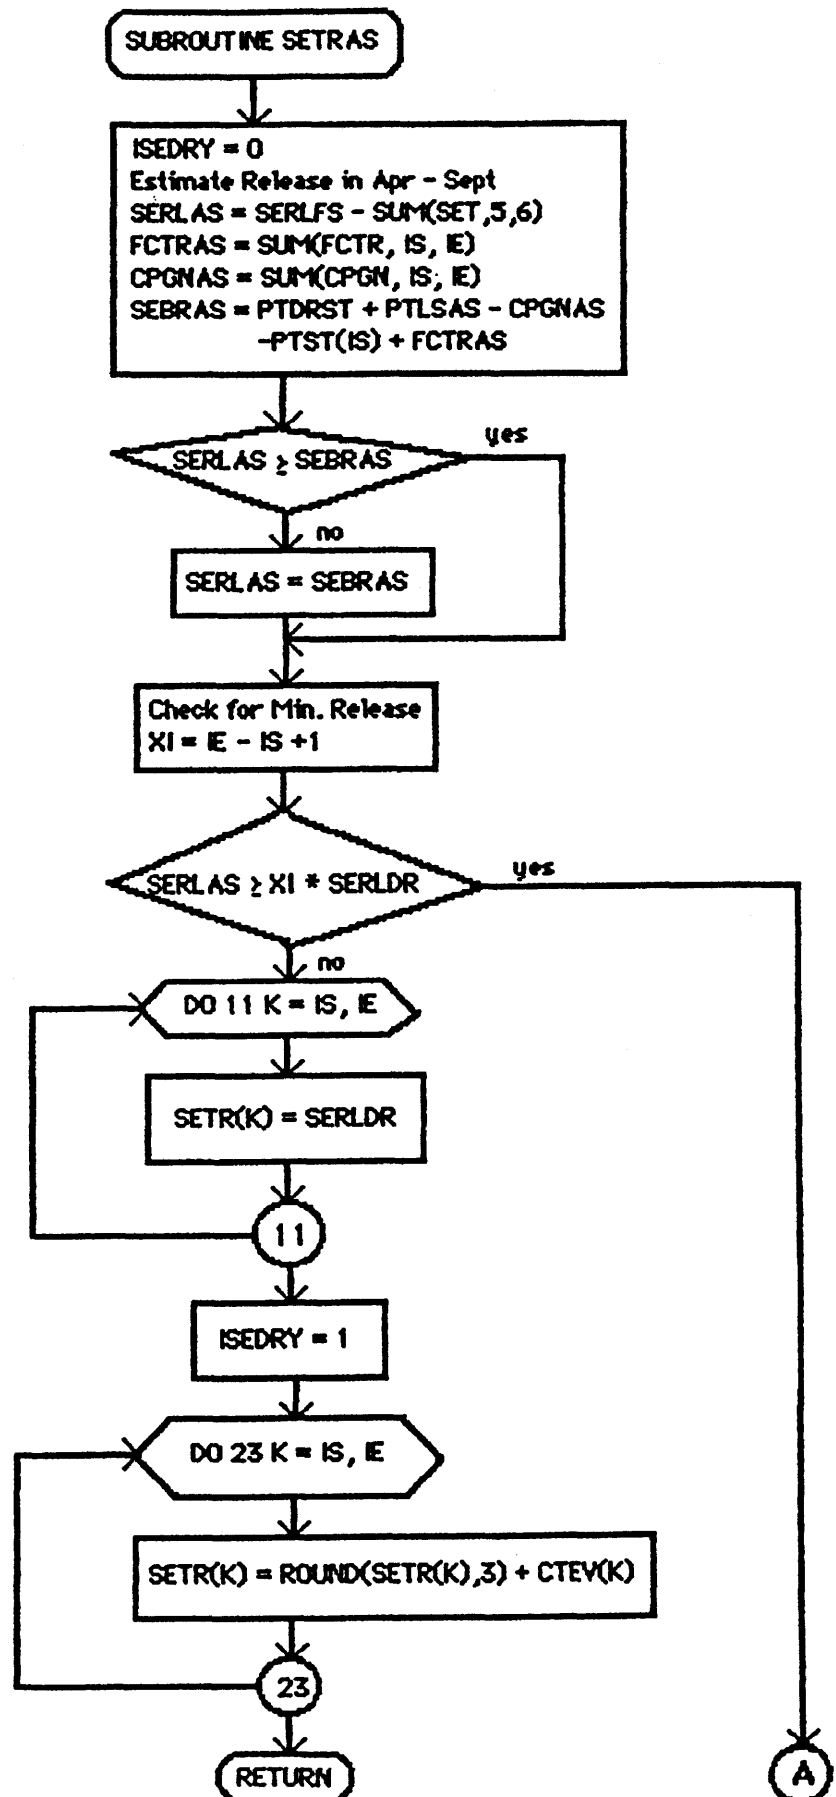 SUBROUTINE SETRAS
ISEDRY = 0
Estimate Release in Apr - Sept
SERLAS = SERLFS - SUM(SET,5,6)
FCTRAS = SUM(FCTR, IS, IE)
CPGNAS = SUM(CPGN, IS, IE)
SEBRAS = PTDRST + PTLSAS - CPGNAS
-PTST(IS) + FCTRAS
yes
SERLAS ≥ SEBRAS
no
SERLAS = SEBRAS
Check for Min. Release
XI = IE - IS +1
yes
SERLAS ≥ XI * SERLDR
no
DO 11 K = IS, IE
SETR(K) = SERLDR
11
ISEDRY = 1
DO 23 K = IS, IE
SETR(K) = ROUND(SETR(K),3) + CTEV(K)
23
RETURN
A